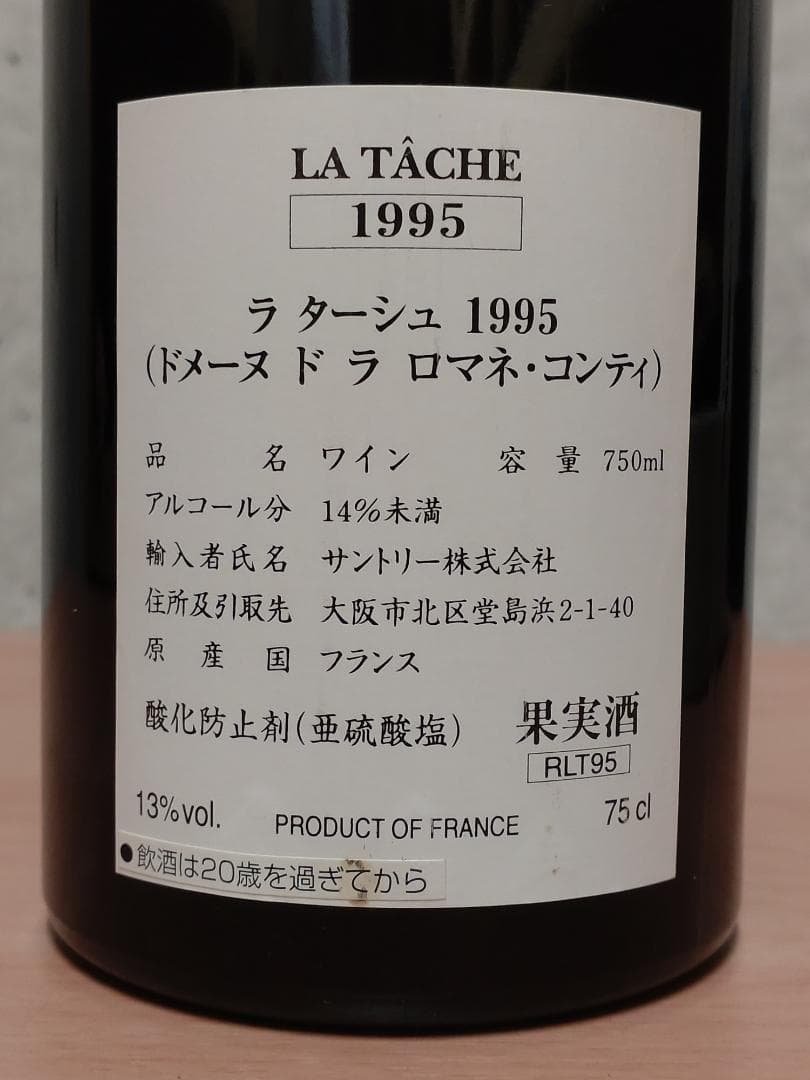 LA TÂCHE
1995
ラ ターシュ 1995
(ドメーヌ ド ラ ロマネ・コンティ)
品名 ワイン 容量 750ml
アルコール分 14%未満
輸入者氏名 サントリー株式会社
住所及引取先 大阪市北区堂島浜2-1-40
原産国 フランス
酸化防止剤(亜硫酸塩) 果実酒
RLT95
13%vol. PRODUCT OF FRANCE 75 cl
●飲酒は20歳を過ぎてから